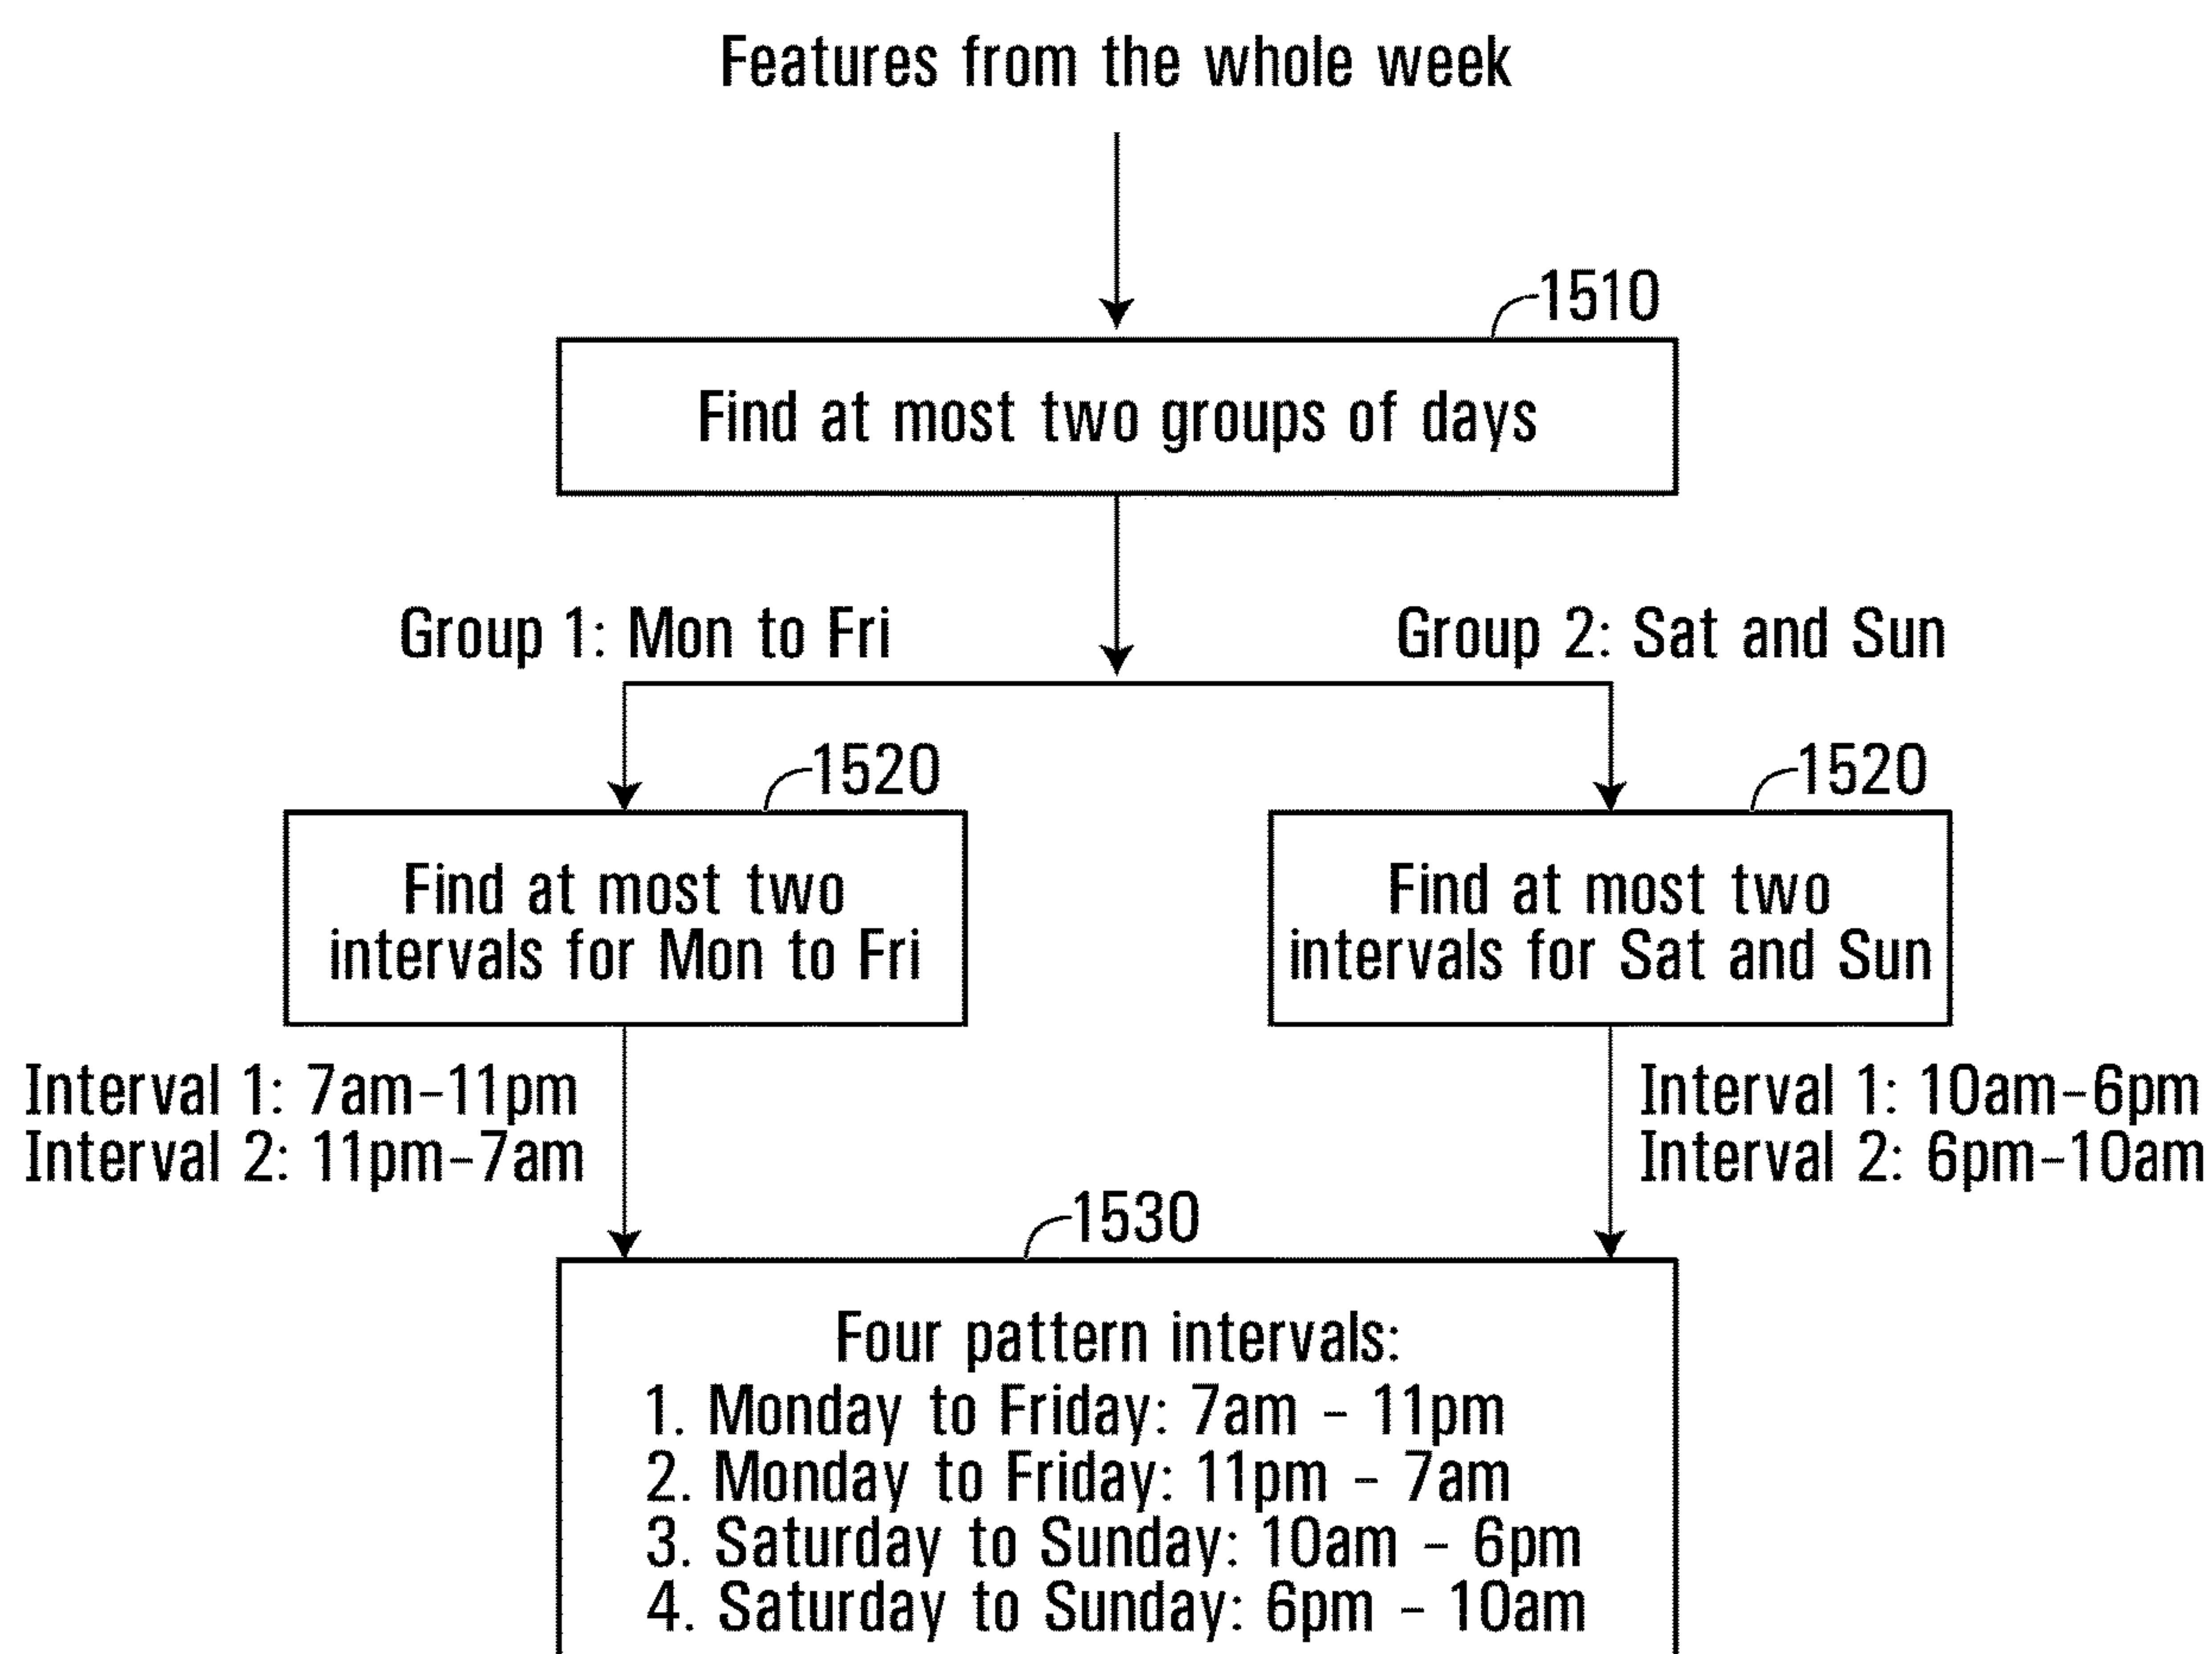 Features from the whole week
1510
Find at most two groups of days
Group 1: Mon to Fri
Group 2: Sat and Sun
1520
1520
Find at most two
intervals for Mon to Fri
Find at most two
intervals for Sat and Sun
Interval 1: 7am-11pm
Interval 2: 11pm-7am
Interval 1: 10am-6pm
Interval 2: 6pm-10am
1530
Four pattern intervals:
1. Monday to Friday: 7am - 11pm
2. Monday to Friday: 11pm - 7am
3. Saturday to Sunday: 10am - 6pm
4. Saturday to Sunday: 6pm - 10am